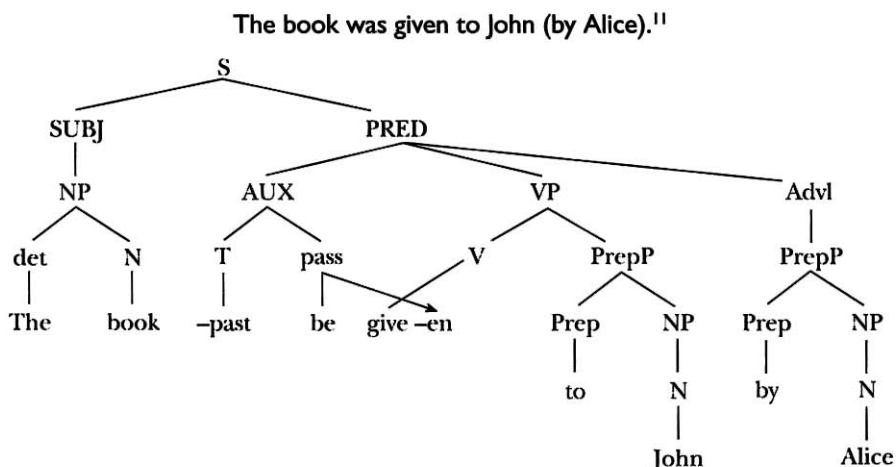 The book was given to John (by Alice).¹¹
S
SUBJ PRED
NP AUX VP Advl
det N T pass V PrepP PrepP
The book –past be give –en Prep NP Prep NP
to N by N
John Alice